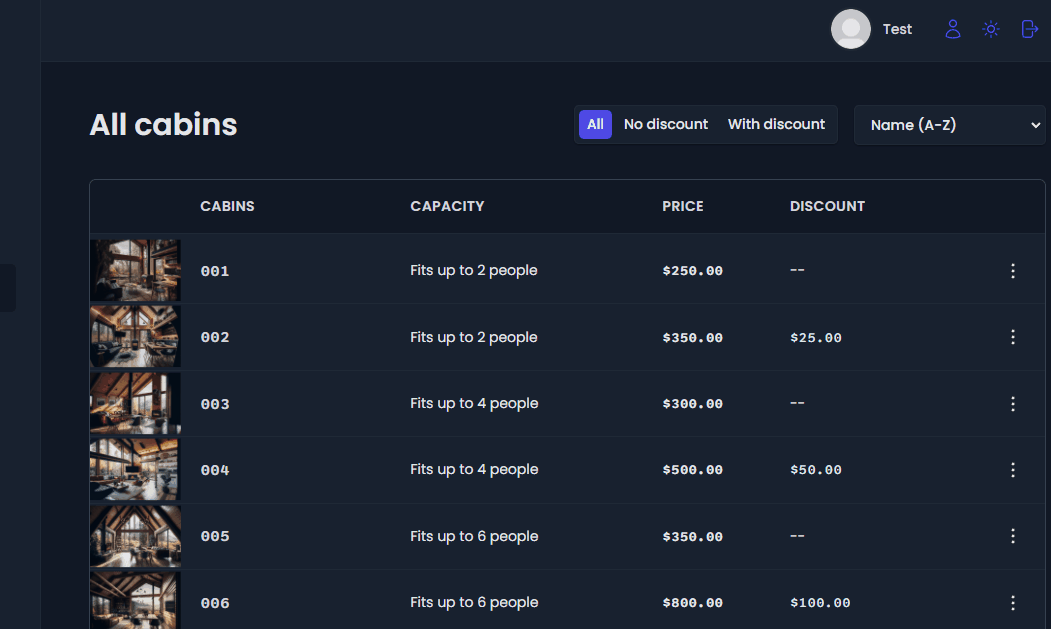 Test
All cabins
All No discount With discount Name (A-Z)
CABINS CAPACITY PRICE DISCOUNT
001 Fits up to 2 people $250.00 --
002 Fits up to 2 people $350.00 $25.00
003 Fits up to 4 people $300.00 --
004 Fits up to 4 people $500.00 $50.00
005 Fits up to 6 people $350.00 --
006 Fits up to 6 people $800.00 $100.00